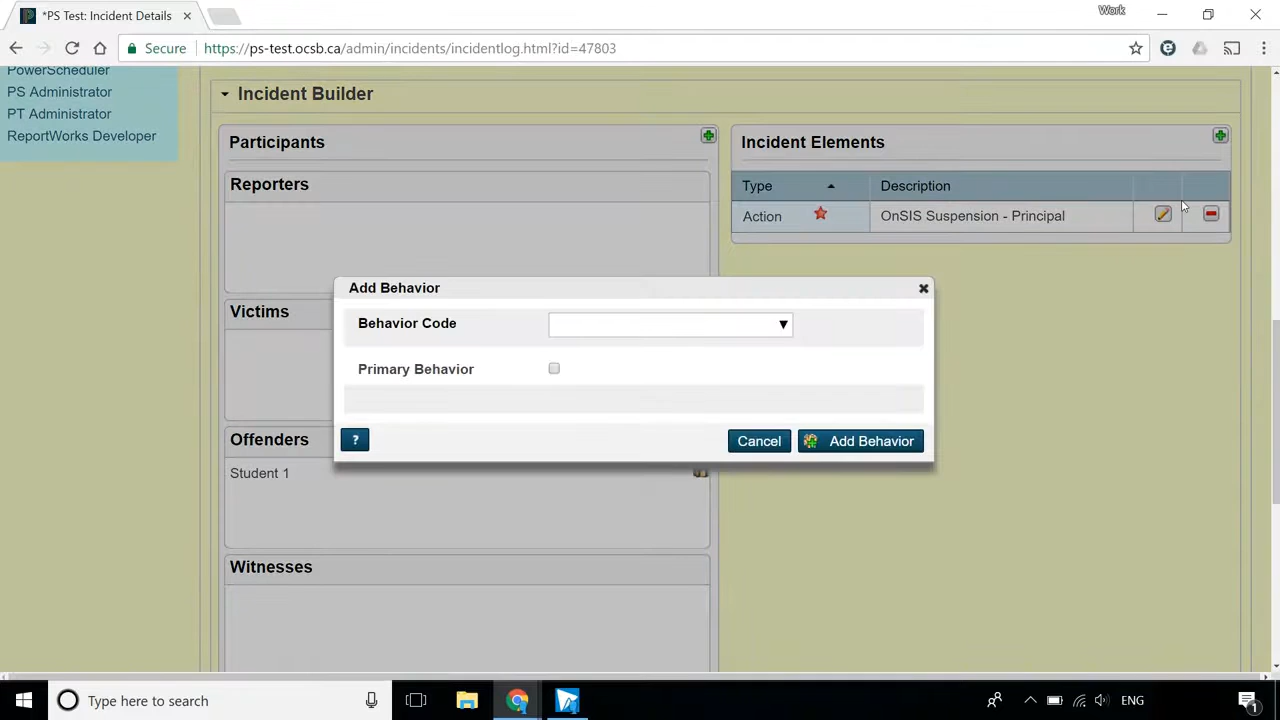 *PS Test: Incident Details
Work
Secure
https://ps-test.ocsb.ca/admin/incidents/incidentlog.html?id=47803
PowerScheduler
PS Administrator
PT Administrator
ReportWorks Developer
Incident Builder
Participants
Reporters
Victims
Offenders
Student 1
Witnesses
Incident Elements
Type Description
Action OnSIS Suspension - Principal
Add Behavior
Behavior Code
Primary Behavior
?
Cancel
Add Behavior
Type here to search
ENG
1